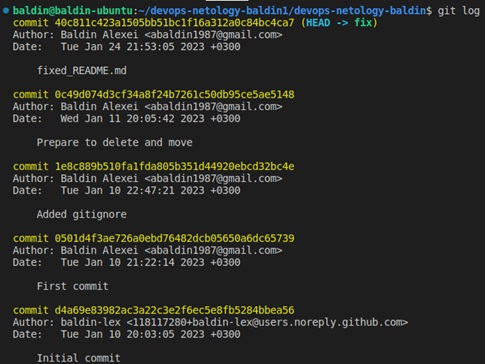 baldin@baldin-ubuntu:~/devops-netology-baldin1/devops-netology-baldin$ git log
commit 40c811c423a1505bb51bc1f16a312a0c84bc4ca7 (HEAD -> fix)
Author: Baldin Alexei <abaldin1987@gmail.com>
Date:   Tue Jan 24 21:53:05 2023 +0300
    fixed_README.md
commit 0c49d074d3cf34a8f24b7261c50db95ce5ae5148
Author: Baldin Alexei <abaldin1987@gmail.com>
Date:   Wed Jan 11 20:05:42 2023 +0300
    Prepare to delete and move
commit 1e8c889b510fa1fda805b351d44920ebcd32bc4e
Author: Baldin Alexei <abaldin1987@gmail.com>
Date:   Tue Jan 10 22:47:21 2023 +0300
    Added gitignore
commit 0501d4f3ae726a0ebd76482dcb05650a6dc65739
Author: Baldin Alexei <abaldin1987@gmail.com>
Date:   Tue Jan 10 21:22:14 2023 +0300
    First commit
commit d4a69e83982ac3a22c3e2f6ec5e8fb5284bbea56
Author: baldin-lex <118117280+baldin-lex@users.noreply.github.com>
Date:   Tue Jan 10 20:03:05 2023 +0300
    Initial commit